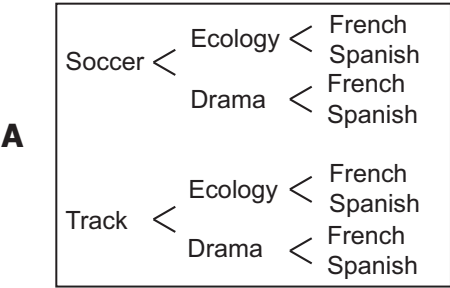 A
Soccer < Ecology < French
Spanish
Drama < French
Spanish
Track < Ecology < French
Spanish
Drama < French
Spanish